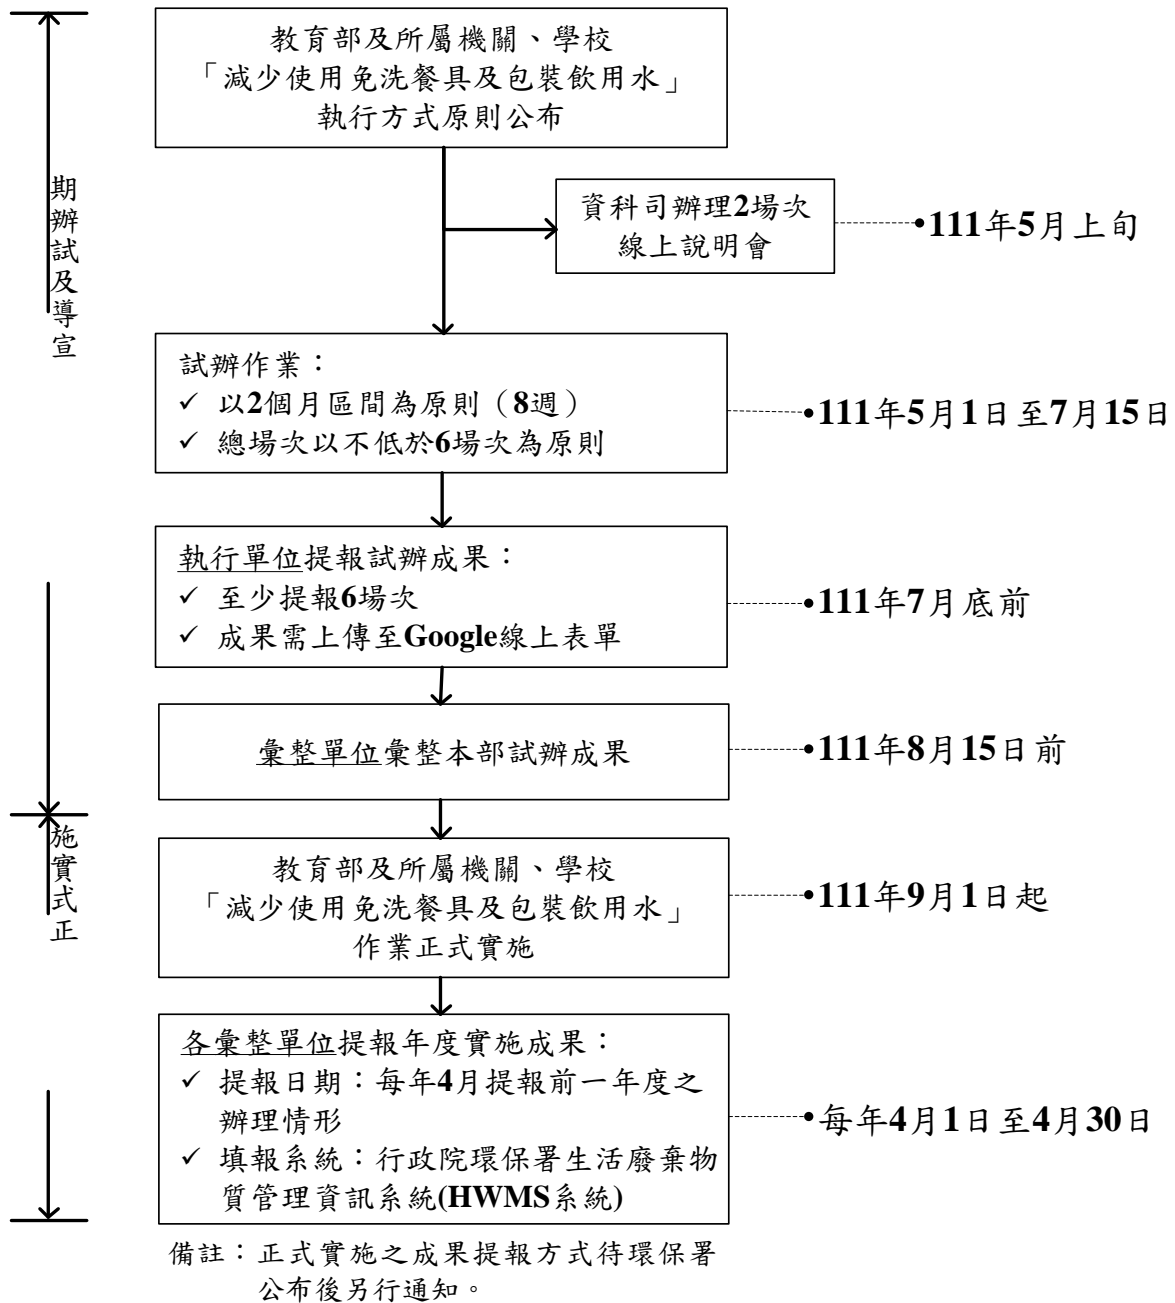 教育部及所屬機關、學校
「減少使用免洗餐具及包裝飲用水」
執行方式原則公布
資科司辦理2場次
線上說明會
•111年5月上旬
期辦試及導宣
試辦作業：
✓ 以2個月區間為原則（8週）
✓ 總場次以不低於6場次為原則
•111年5月1日至7月15日
執行單位提報試辦成果：
✓ 至少提報6場次
✓ 成果需上傳至Google線上表單
•111年7月底前
彙整單位彙整本部試辦成果
•111年8月15日前
施實式正
教育部及所屬機關、學校
「減少使用免洗餐具及包裝飲用水」
作業正式實施
•111年9月1日起
各彙整單位提報年度實施成果：
✓ 提報日期：每年4月提報前一年度之
辦理情形
✓ 填報系統：行政院環保署生活廢棄物
質管理資訊系統(HWMS系統)
•每年4月1日至4月30日
備註：正式實施之成果提報方式待環保署
公布後另行通知。